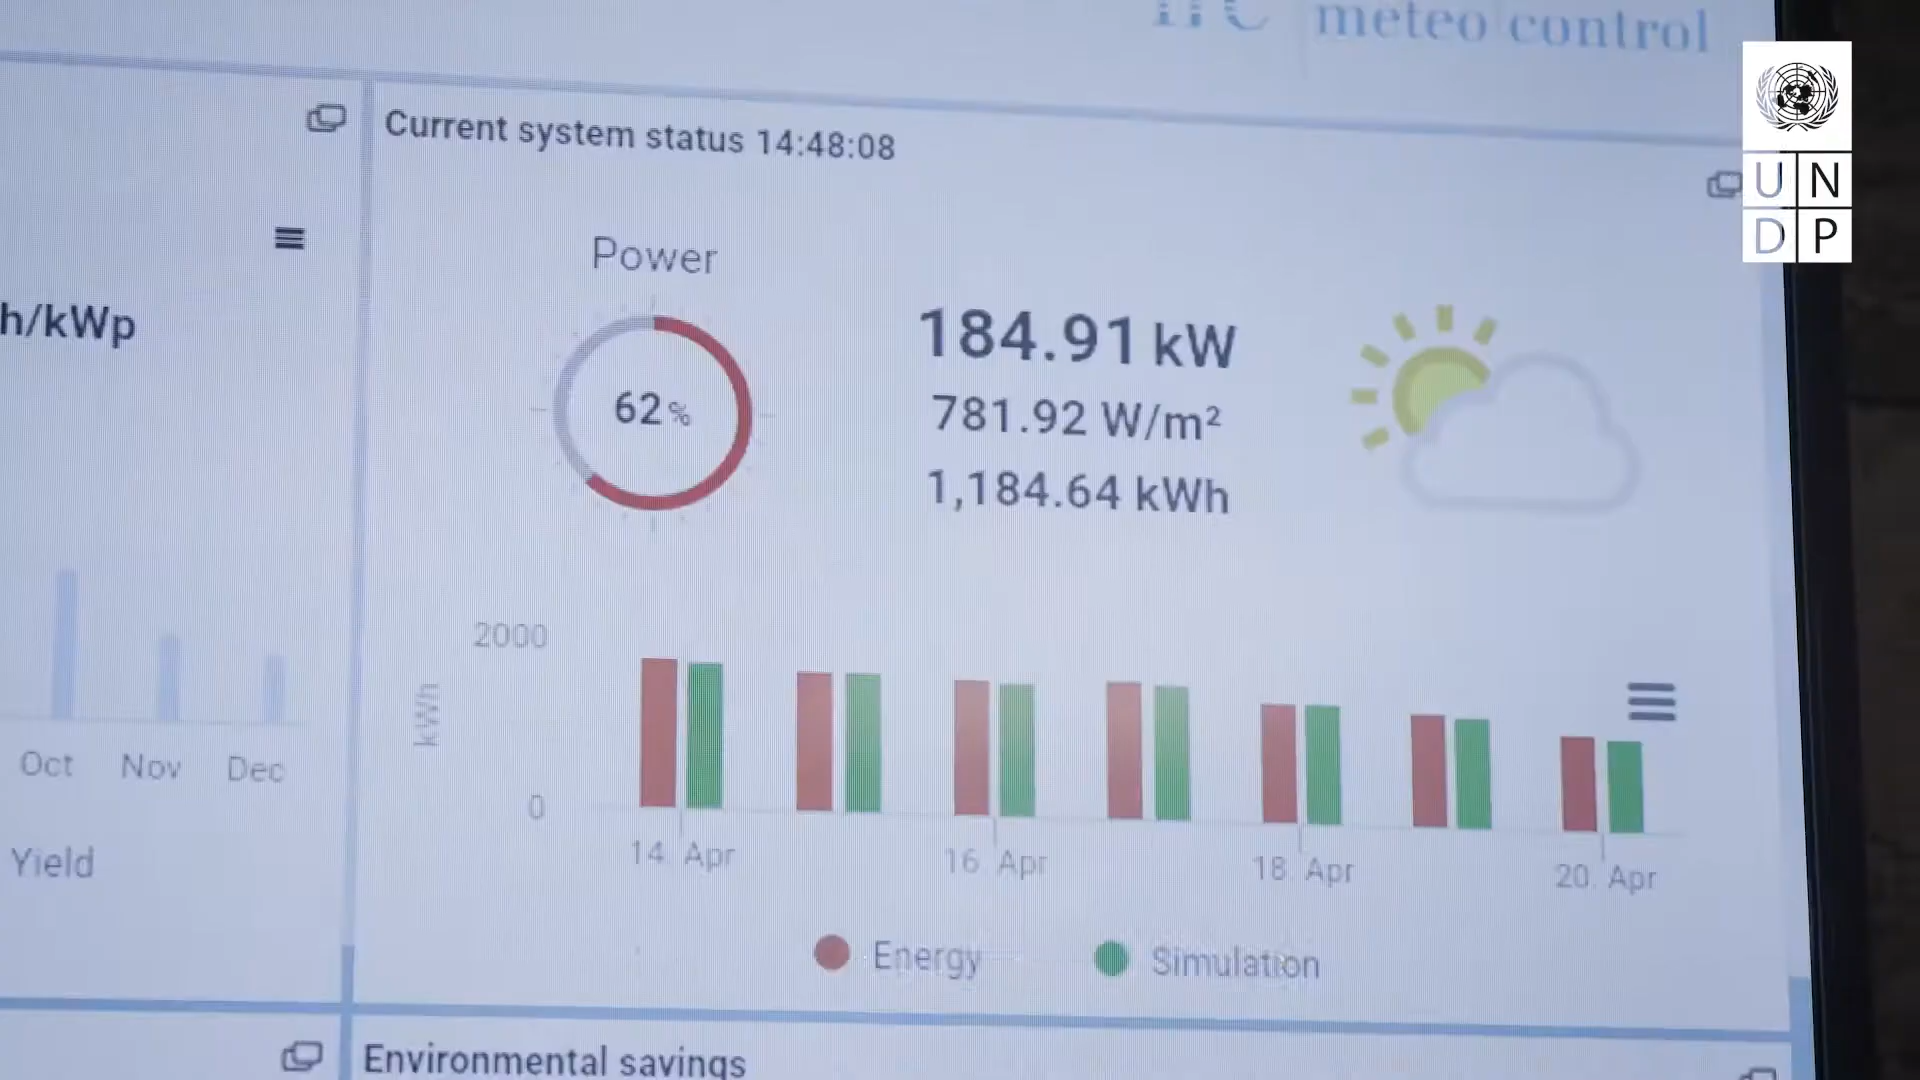 meteo control
Current system status 14:48:08
U N
D P
Power
h/kWp
184.91 kW
62%
781.92 W/m²
1,184.64 kWh
2000
kWh
0
Oct Nov Dec
14. Apr 16. Apr 18. Apr 20. Apr
Yield
Energy Simulation
Environmental savings